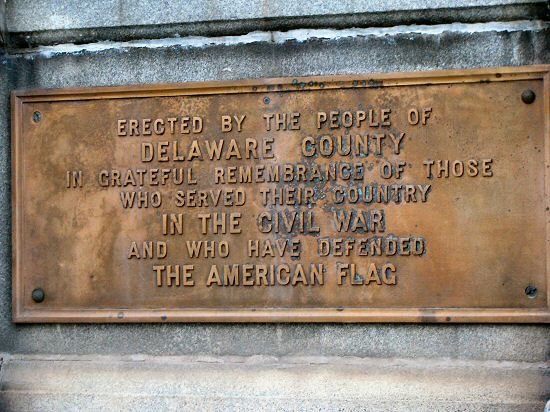 ERECTED BY THE PEOPLE OF
DELAWARE COUNTY
IN GRATEFUL REMEMBRANCE OF THOSE
WHO SERVED THEIR COUNTRY
IN THE CIVIL WAR
AND WHO HAVE DEFENDED
THE AMERICAN FLAG